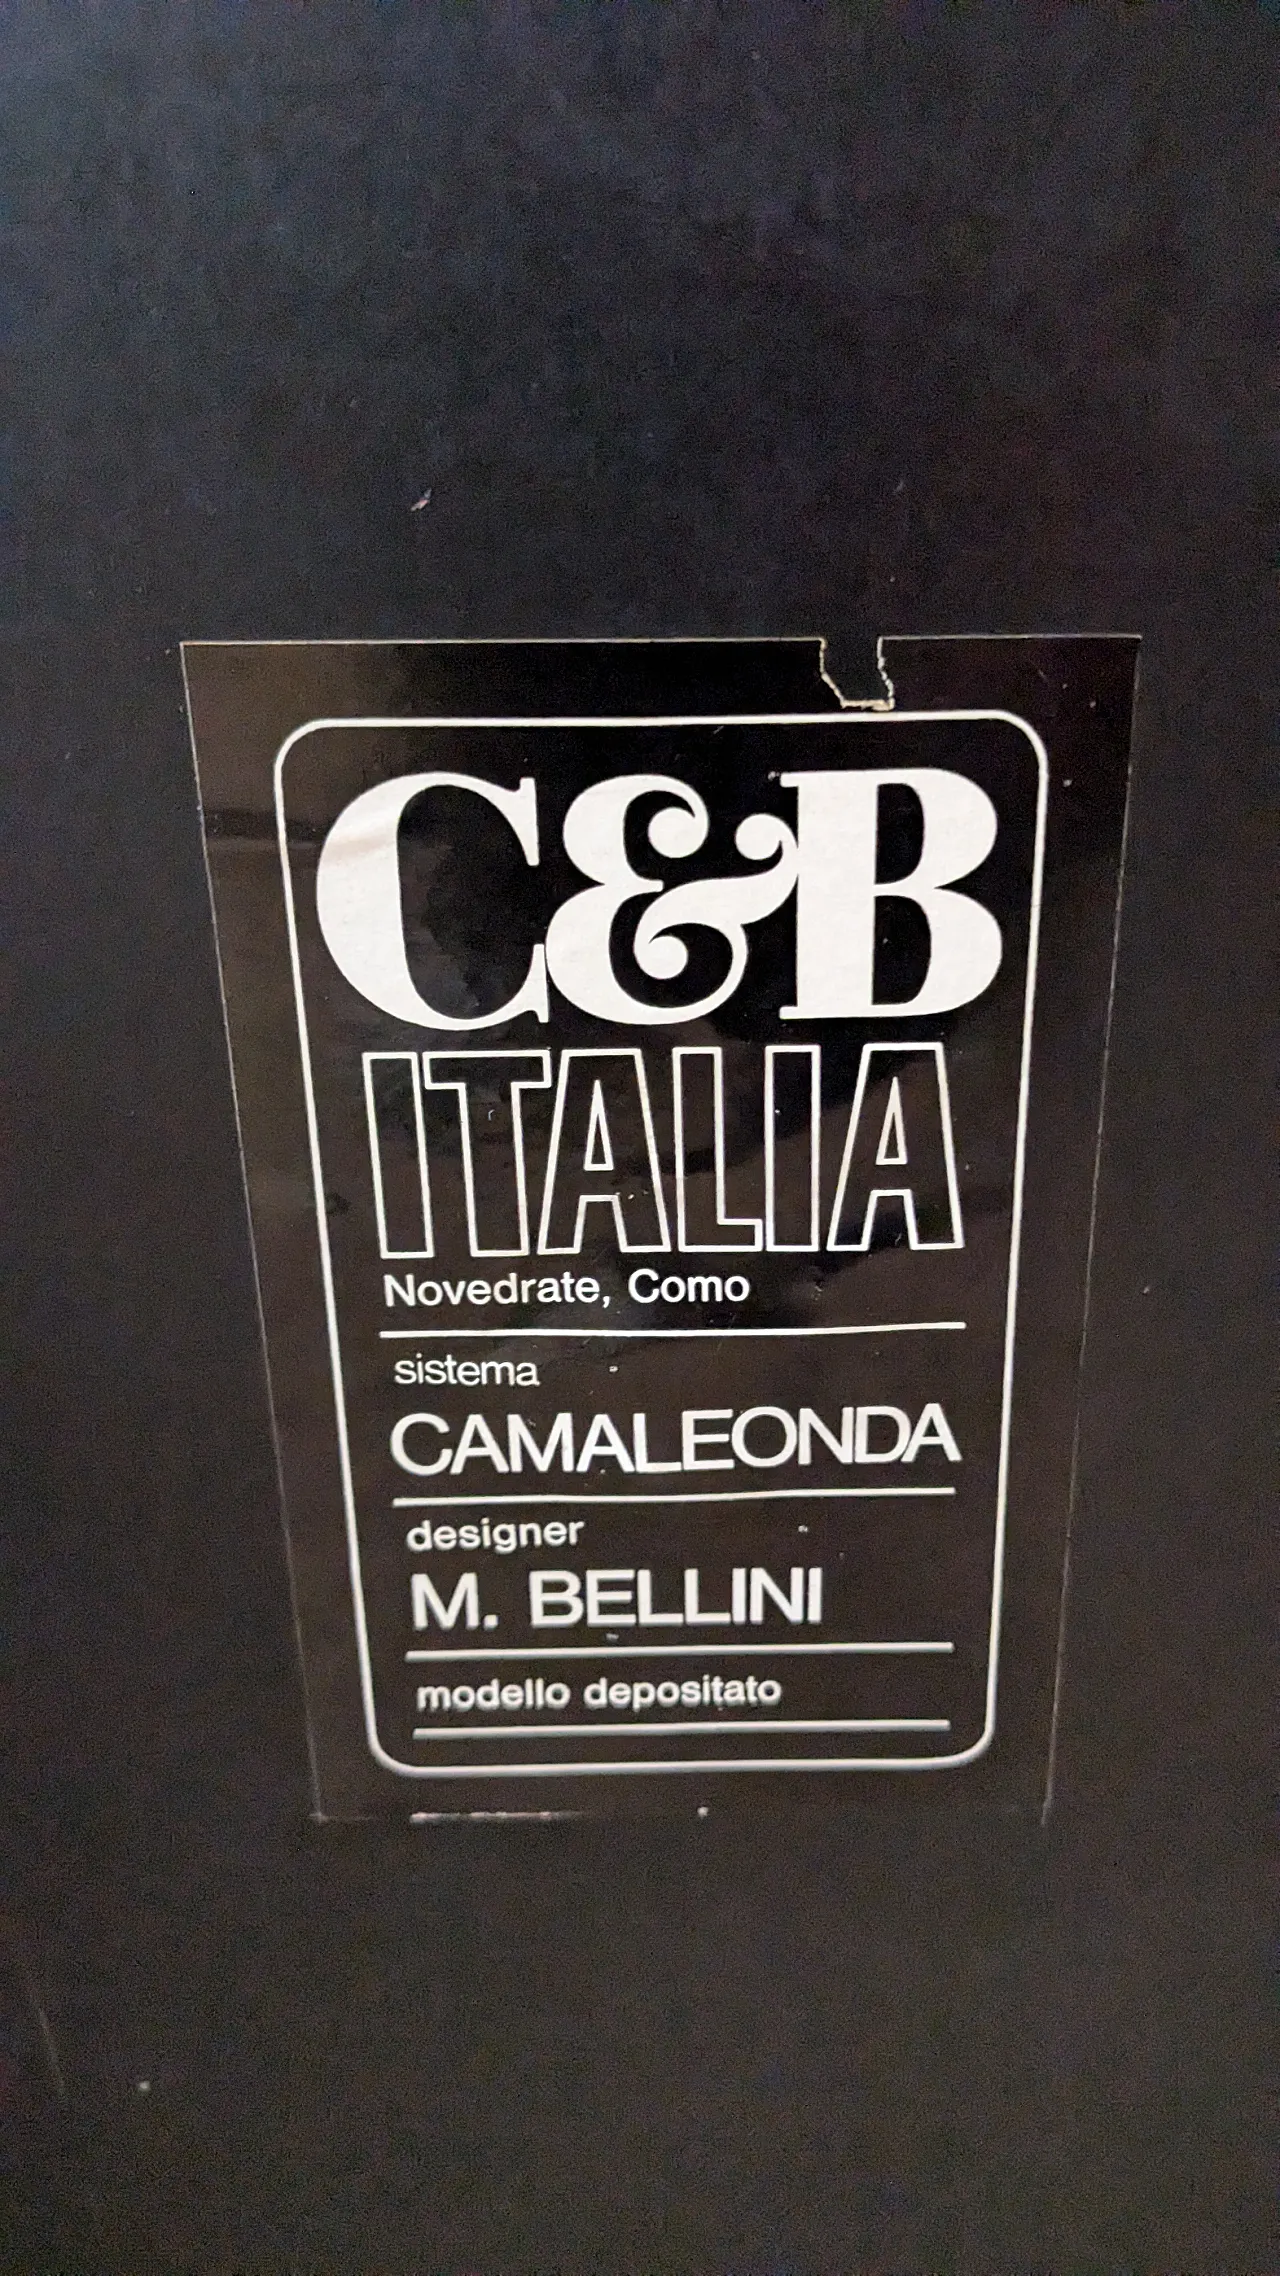 C&B
ITALIA
Novedrate, Como
sistema
CAMALEONDA
designer
M. BELLINI
modello depositato